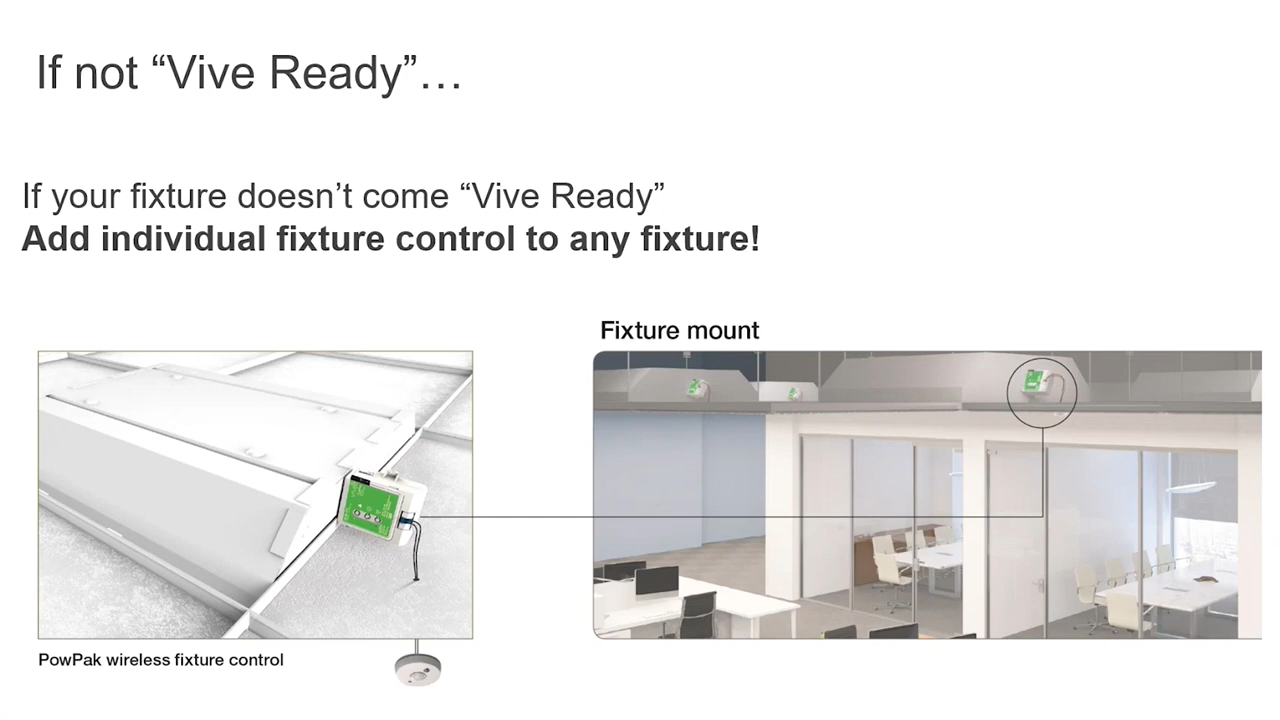 If not “Vive Ready”…
If your fixture doesn’t come “Vive Ready”
Add individual fixture control to any fixture!
Fixture mount
PowPak wireless fixture control